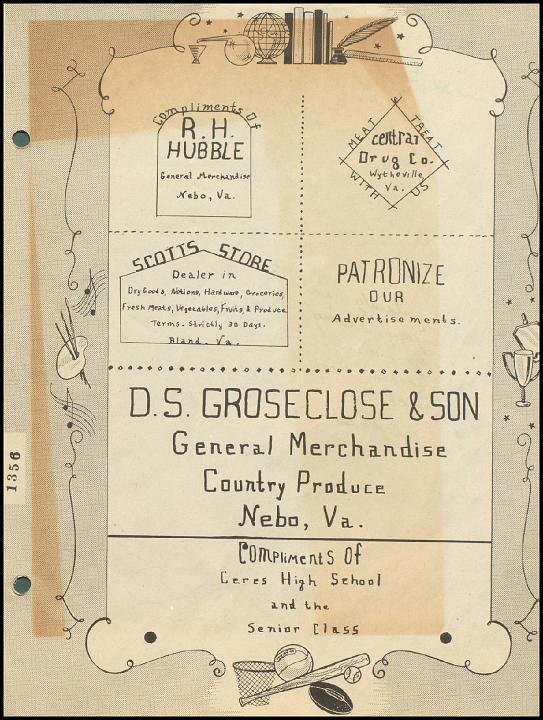 Compliments Of
R.H.
HUBBLE
General Merchandise
Nebo, Va.
MEAT TREAT
central
Drug Co.
Wytheville
Va.
WITH US
SCOTTS STORE
Dealer in
Dry Goods, Notions, Hardware, Groceries,
Fresh Meats, Vegetables, Fruits, & Produce
Terms - Strictly 30 Days.
Bland, Va.
PATRONIZE
OUR
Advertisements.
D.S. GROSECLOSE & SON
General Merchandise
Country Produce
Nebo, Va.
Compliments Of
Ceres High School
and the
Senior Class
1356